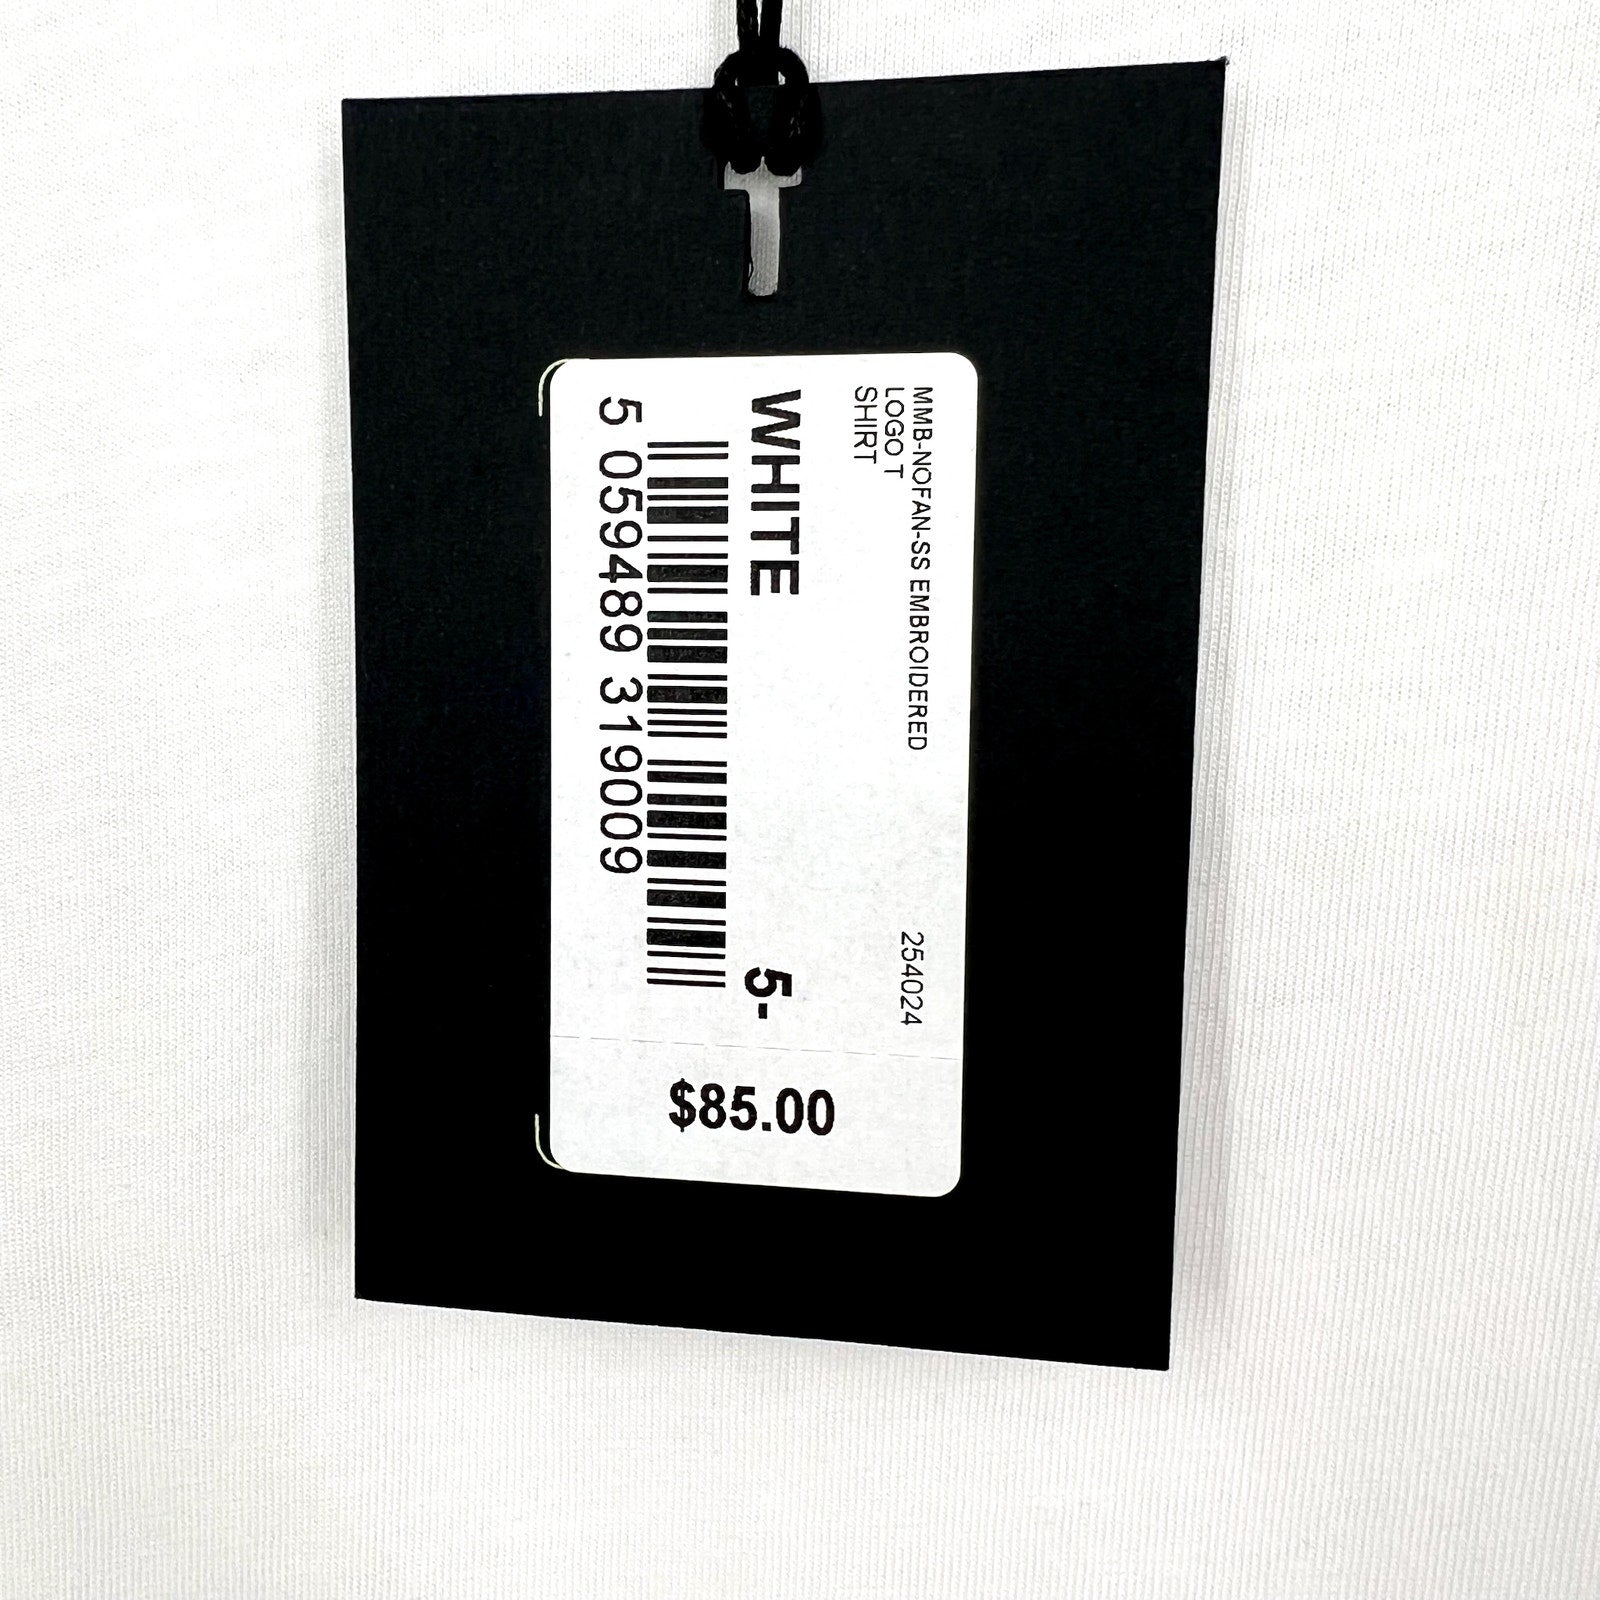 MMB-NOFAN-SS EMBROIDERED
LOGO T
SHIRT
254024
WHITE
5-
5 059489 319009
$85.00